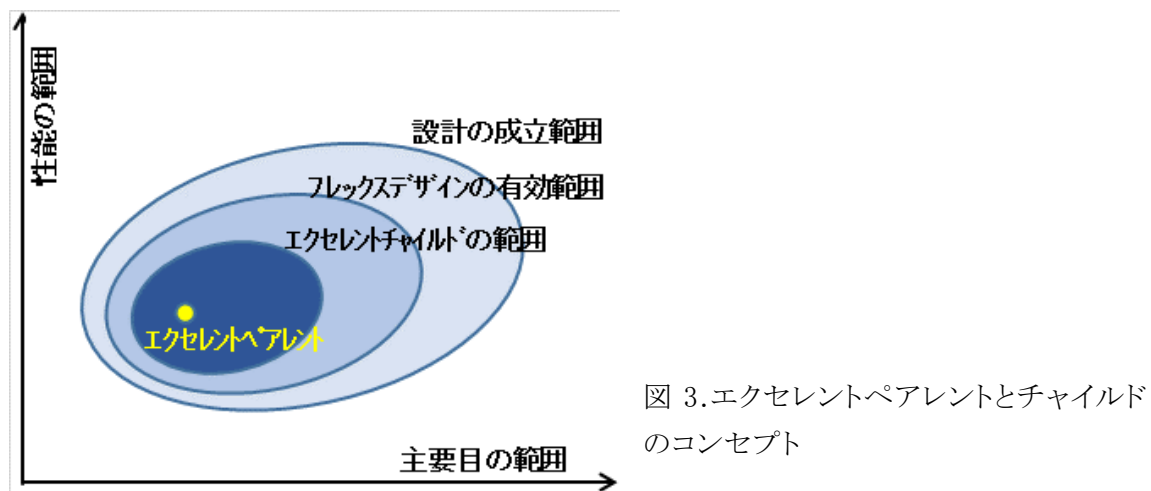 性能の範囲
設計の成立範囲
フレックスデザインの有効範囲
エクセレントチャイルドの範囲
エクセレントペアレント
主要目の範囲
図 3.エクセレントペアレントとチャイルド
のコンセプト